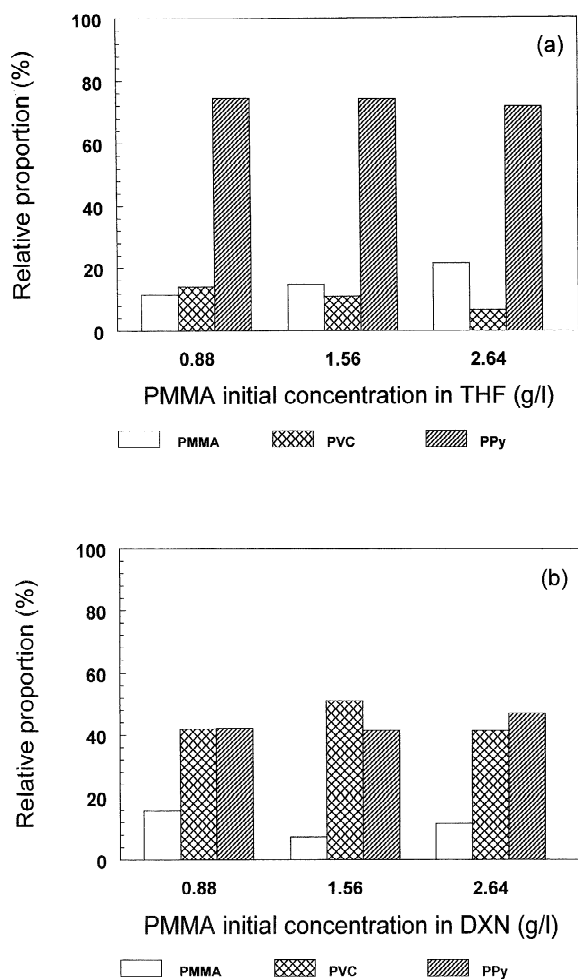 100
(a)
80
60
40
20
0
Relative proportion (%)
0.88 1.56 2.64
PMMA initial concentration in THF (g/l)
PMMA PVC PPy
100
(b)
80
60
40
20
0
Relative proportion (%)
0.88 1.56 2.64
PMMA initial concentration in DXN (g/l)
PMMA PVC PPy